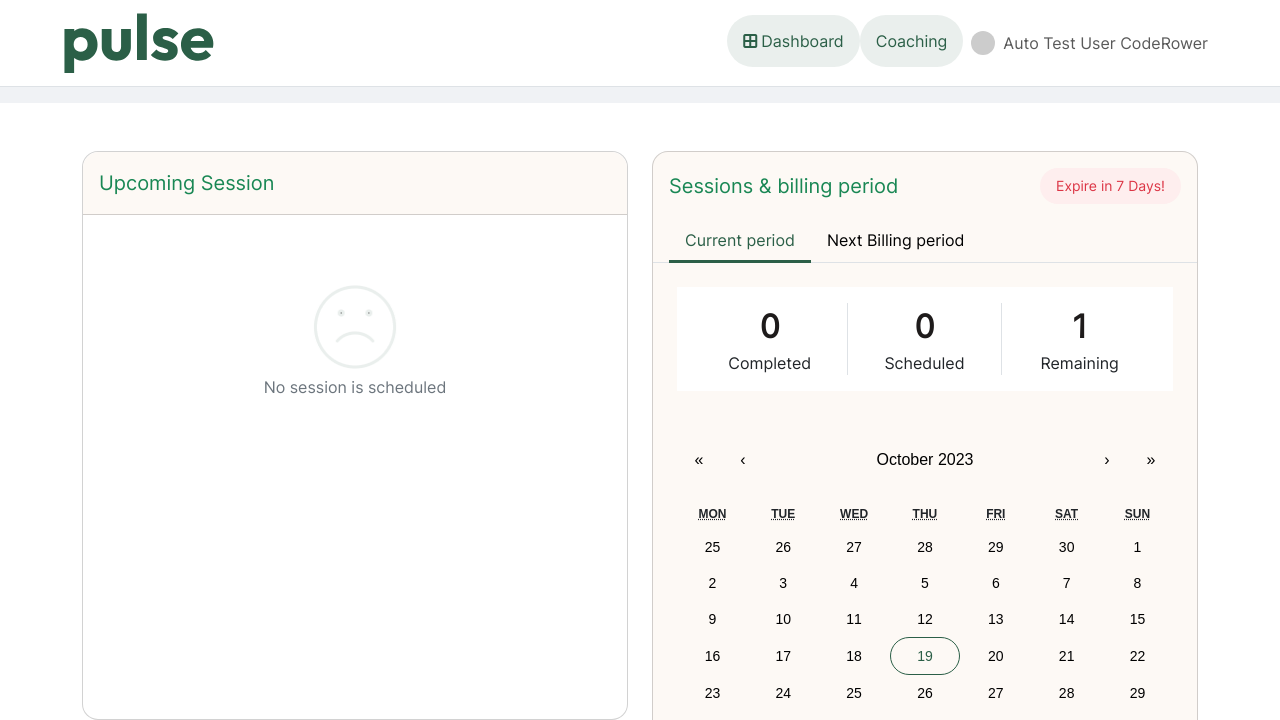 pulse
Dashboard
Coaching
Auto Test User CodeRower
Upcoming Session
No session is scheduled
Sessions & billing period
Expire in 7 Days!
Current period
Next Billing period
0
Completed
0
Scheduled
1
Remaining
« ‹ October 2023 › »
MON TUE WED THU FRI SAT SUN
25 26 27 28 29 30 1
2 3 4 5 6 7 8
9 10 11 12 13 14 15
16 17 18 19 20 21 22
23 24 25 26 27 28 29